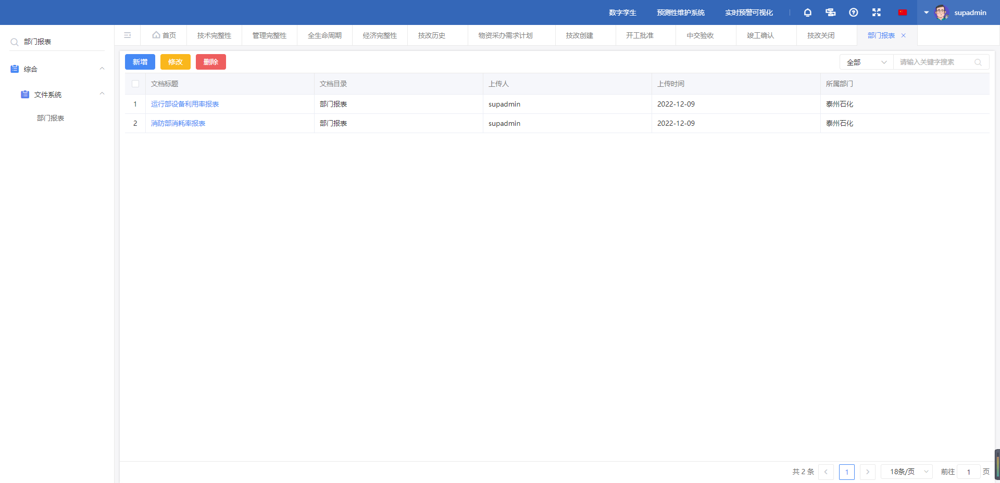 数字孪生 预测性维护系统 实时预警可视化 supadmin
部门报表
综合
文件系统
部门报表
首页 技术完整性 管理完整性 全生命周期 经济完整性 技改历史 物资采办需求计划 技改创建 开工批准 中交验收 竣工确认 技改关闭 部门报表
新增 修改 删除 全部 请输入关键字搜索
文档标题 文档目录 上传人 上传时间 所属部门
1 运行部设备利用率报表 部门报表 supadmin 2022-12-09 泰州石化
2 消防部消耗率报表 部门报表 supadmin 2022-12-09 泰州石化
共 2 条 1 18条/页 前往 1 页